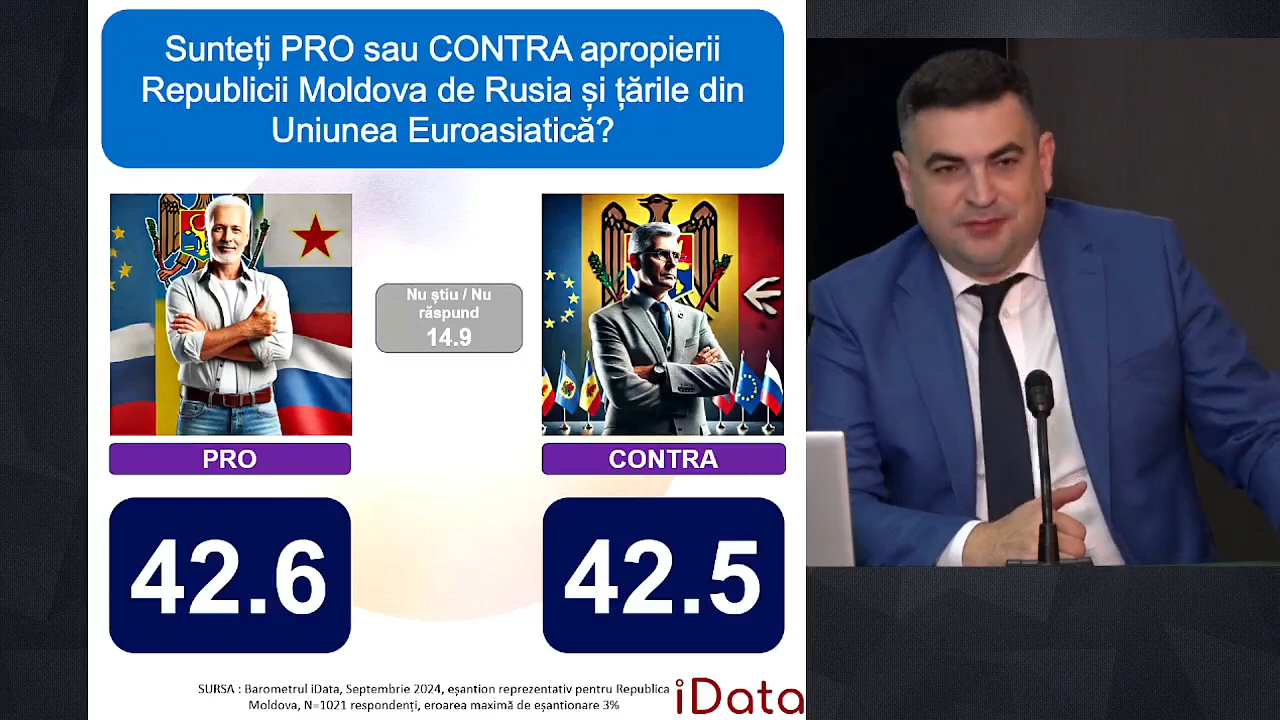 Sunteți PRO sau CONTRA apropierii
Republicii Moldova de Rusia și țările din
Uniunea Euroasiatică?
Nu știu / Nu
răspund
14.9
PRO
CONTRA
42.6
42.5
SURSA : Barometrul iData, Septembrie 2024, eșantion reprezentativ pentru Republica
Moldova, N=1021 respondenți, eroarea maximă de eșantionare 3%
iData